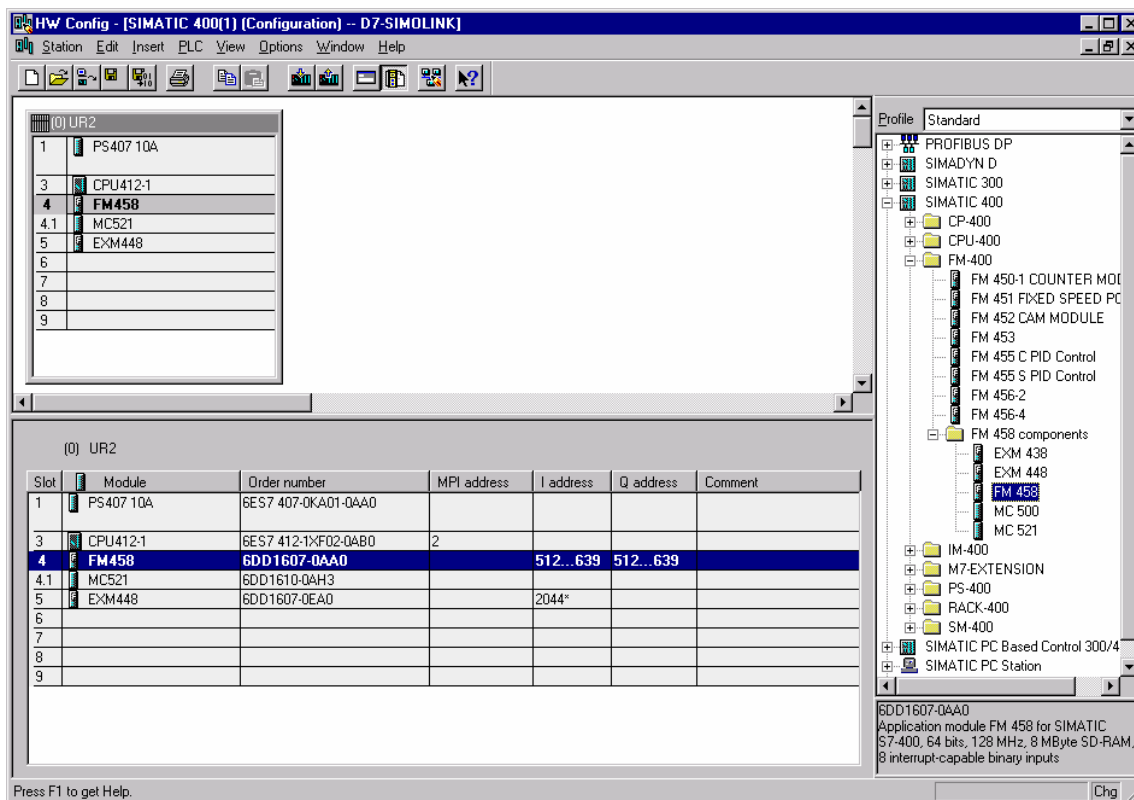 HW Config - [SIMATIC 400(1) (Configuration) -- D7-SIMOLINK]
Station Edit Insert PLC View Options Window Help
(0) UR2
1 PS407 10A
3 CPU412-1
4 FM458
4.1 MC521
5 EXM448
6
7
8
9
(0) UR2
Slot Module Order number MPI address I address Q address Comment
1 PS407 10A 6ES7 407-0KA01-0AA0
3 CPU412-1 6ES7 412-1XF02-0AB0 2
4 FM458 6DD1607-0AA0 512...639 512...639
4.1 MC521 6DD1610-0AH3
5 EXM448 6DD1607-0EA0 2044*
6
7
8
9
Profile Standard
PROFIBUS DP
SIMADYN D
SIMATIC 300
SIMATIC 400
CP-400
CPU-400
FM-400
FM 450-1 COUNTER MOD
FM 451 FIXED SPEED PO
FM 452 CAM MODULE
FM 453
FM 455 C PID Control
FM 455 S PID Control
FM 456-2
FM 456-4
FM 458 components
EXM 438
EXM 448
FM 458
MC 500
MC 521
IM-400
M7-EXTENSION
PS-400
RACK-400
SM-400
SIMATIC PC Based Control 300/4
SIMATIC PC Station
6DD1607-0AA0
Application module FM 458 for SIMATIC
S7-400, 64 bits, 128 MHz, 8 MByte SD-RAM,
8 interrupt-capable binary inputs
Press F1 to get Help.
Chg